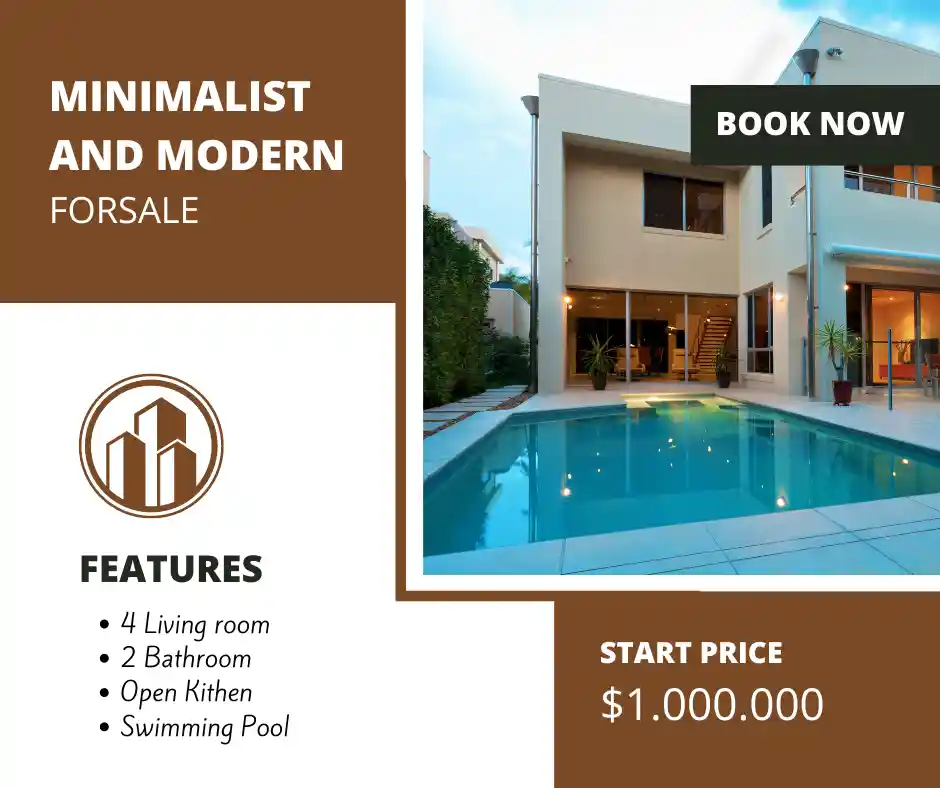 MINIMALIST
AND MODERN
FORSALE
BOOK NOW
FEATURES
4 Living room
2 Bathroom
Open Kithen
Swimming Pool
START PRICE
$1.000.000